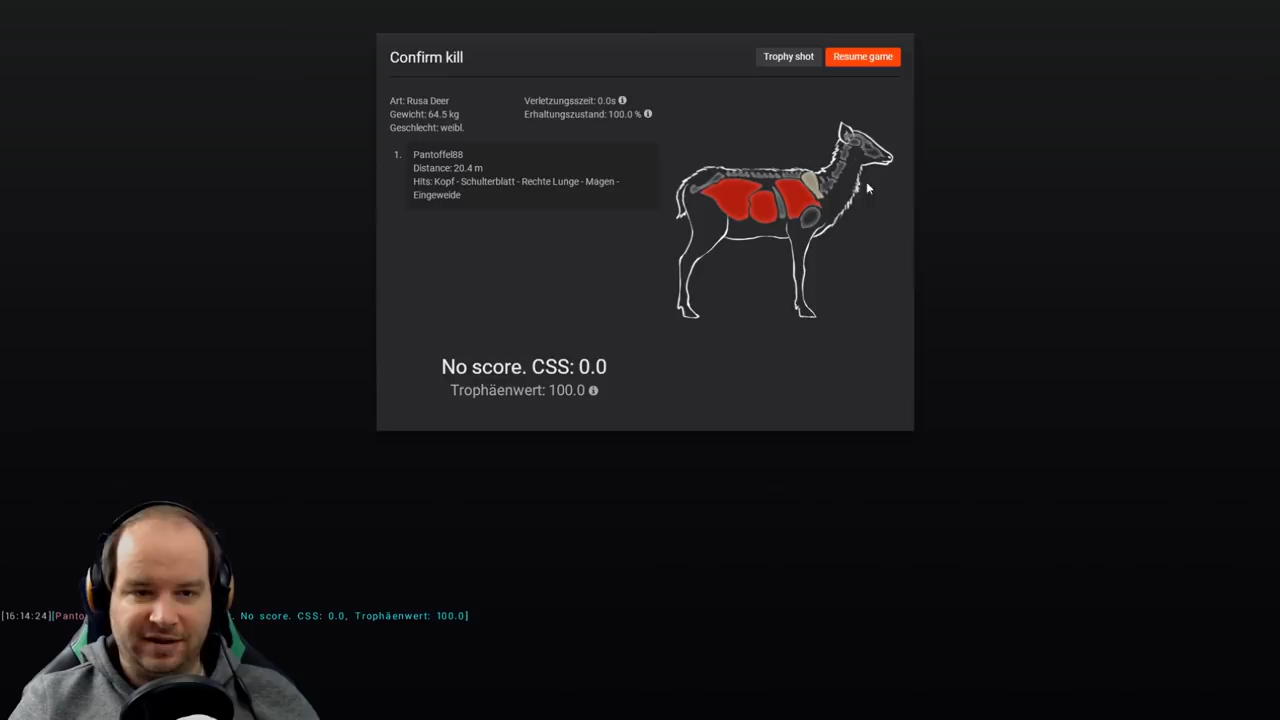 Confirm kill
Trophy shot
Resume game
Art: Rusa Deer
Gewicht: 64.5 kg
Geschlecht: weibl.
Verletzungsszeit: 0.0s
Erhaltungszustand: 100.0 %
1. Pantoffel88
Distance: 20.4 m
Hits: Kopf - Schulterblatt - Rechte Lunge - Magen -
Eingeweide
No score. CSS: 0.0
Trophäenwert: 100.0
[16:14:24][Panto . No score. CSS: 0.0, Trophäenwert: 100.0]